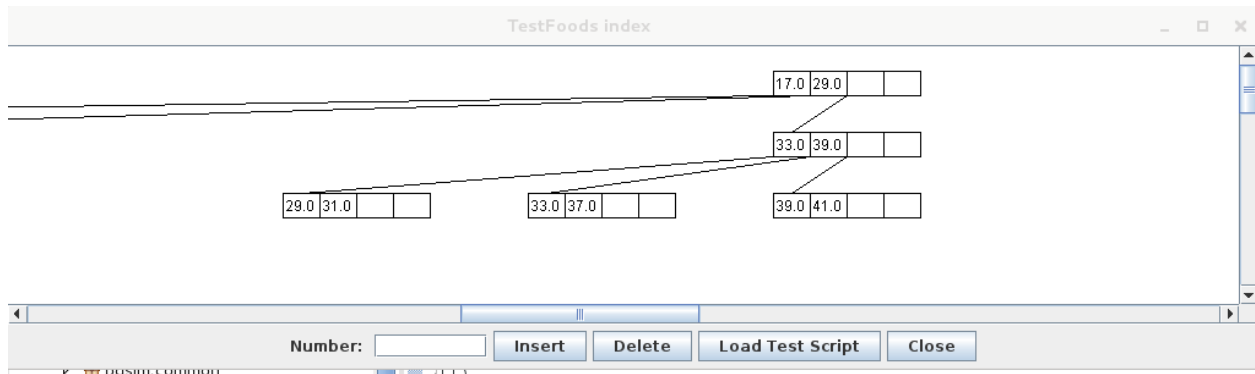 TestFoods index
17.0 29.0
33.0 39.0
29.0 31.0 33.0 37.0 39.0 41.0
Number: Insert Delete Load Test Script Close